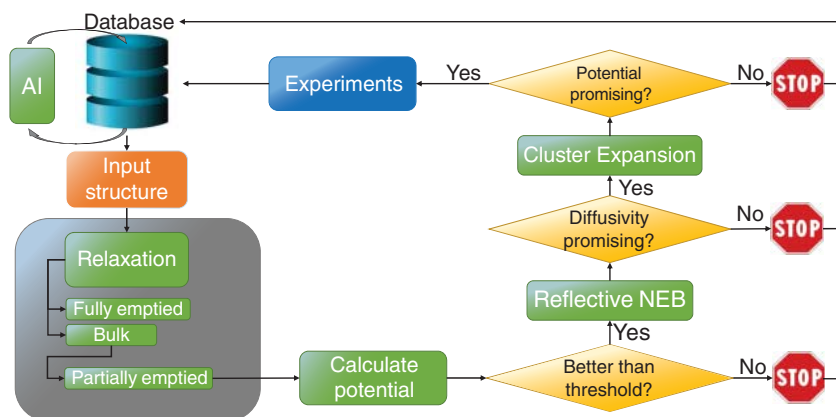 Database
AI
Experiments
Yes
Potential
promising?
No
STOP
Input
structure
Cluster Expansion
Yes
Diffusivity
promising?
No
STOP
Relaxation
Fully emptied
Bulk
Partially emptied
Reflective NEB
Yes
Calculate
potential
Better than
threshold?
No
STOP